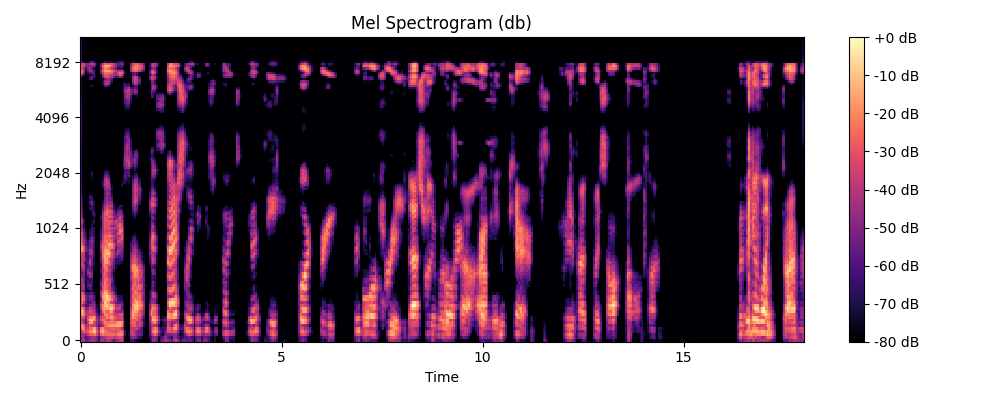 Mel Spectrogram (db)
+0 dB
8192
-10 dB
4096
-20 dB
-30 dB
2048
Hz
-40 dB
1024
-50 dB
512
-60 dB
-70 dB
0
-80 dB
0 5 10 15
Time